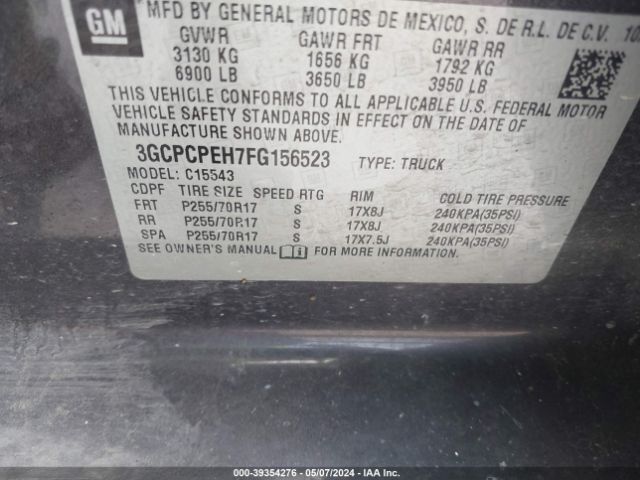 GM
MFD BY GENERAL MOTORS DE MEXICO, S. DE R.L. DE C.V. 10
GVWR GAWR FRT GAWR RR
3130 KG 1656 KG 1792 KG
6900 LB 3650 LB 3950 LB
THIS VEHICLE CONFORMS TO ALL APPLICABLE U.S. FEDERAL MOTOR
VEHICLE SAFETY STANDARDS IN EFFECT ON THE DATE OF
MANUFACTURE SHOWN ABOVE.
3GCPCPEH7FG156523 TYPE: TRUCK
MODEL: C15543
CDPF TIRE SIZE SPEED RTG RIM COLD TIRE PRESSURE
FRT P255/70R17 S 17X8J 240KPA(35PSI)
RR P255/70R17 S 17X8J 240KPA(35PSI)
SPA P255/70R17 S 17X7.5J 240KPA(35PSI)
SEE OWNER'S MANUAL FOR MORE INFORMATION.
000-39354276 - 05/07/2024 - IAA Inc.